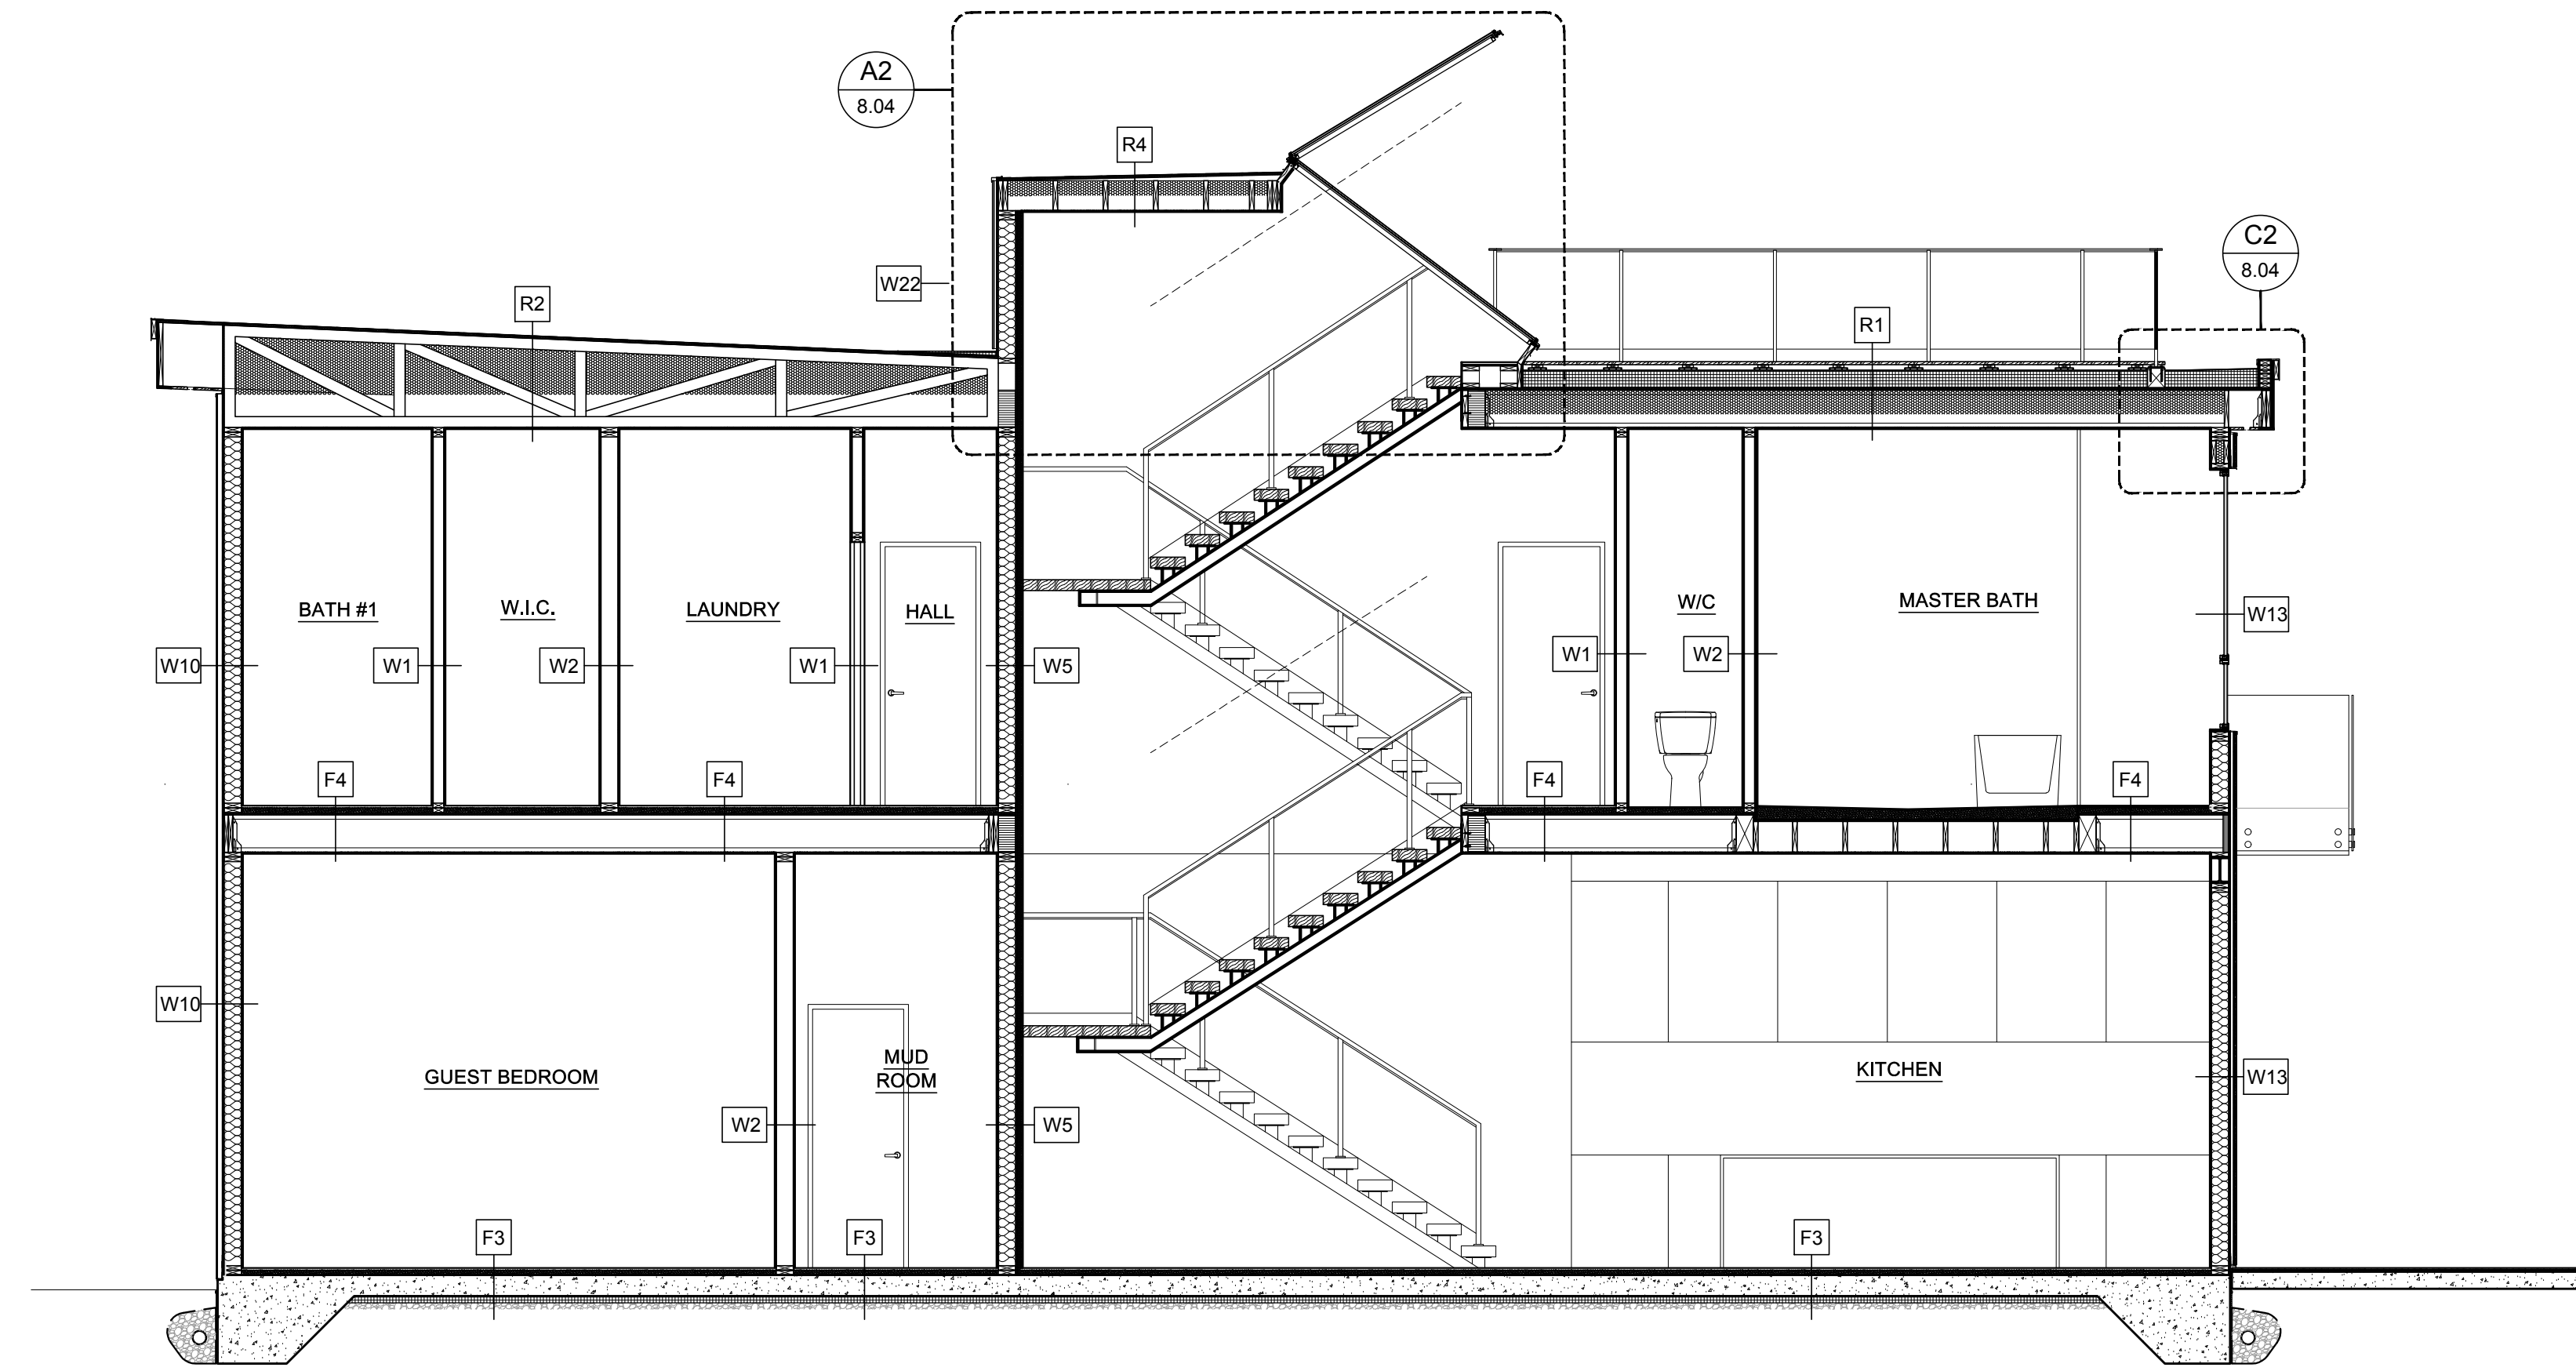 A2
8.04
R4
C2
8.04
W22
R2
R1
BATH #1
W.I.C.
LAUNDRY
HALL
W/C
MASTER BATH
W13
W10
W1
W2
W1
W5
W1
W2
F4
F4
F4
F4
W10
GUEST BEDROOM
MUD
ROOM
KITCHEN
W13
W2
W5
F3
F3
F3